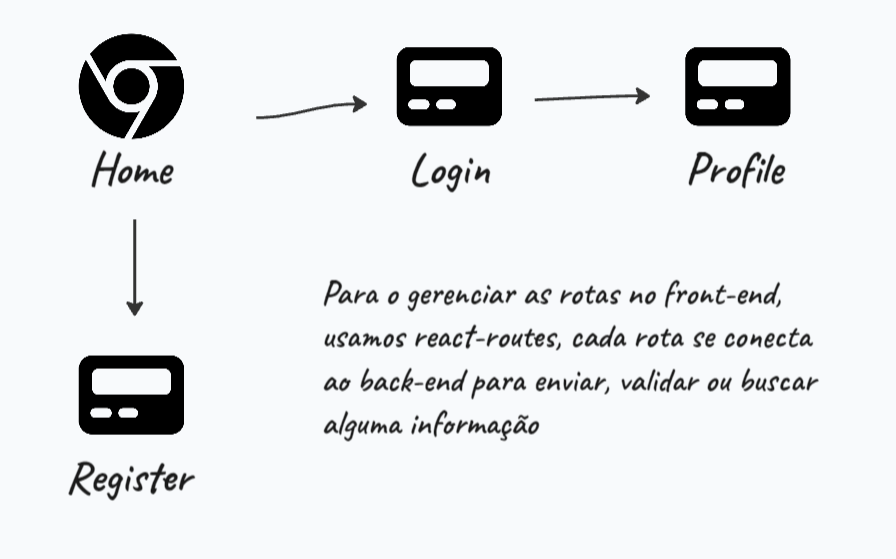 Home
Login
Profile
Para o gerenciar as rotas no front-end,
usamos react-routes, cada rota se conecta
ao back-end para enviar, validar ou buscar
alguma informação
Register